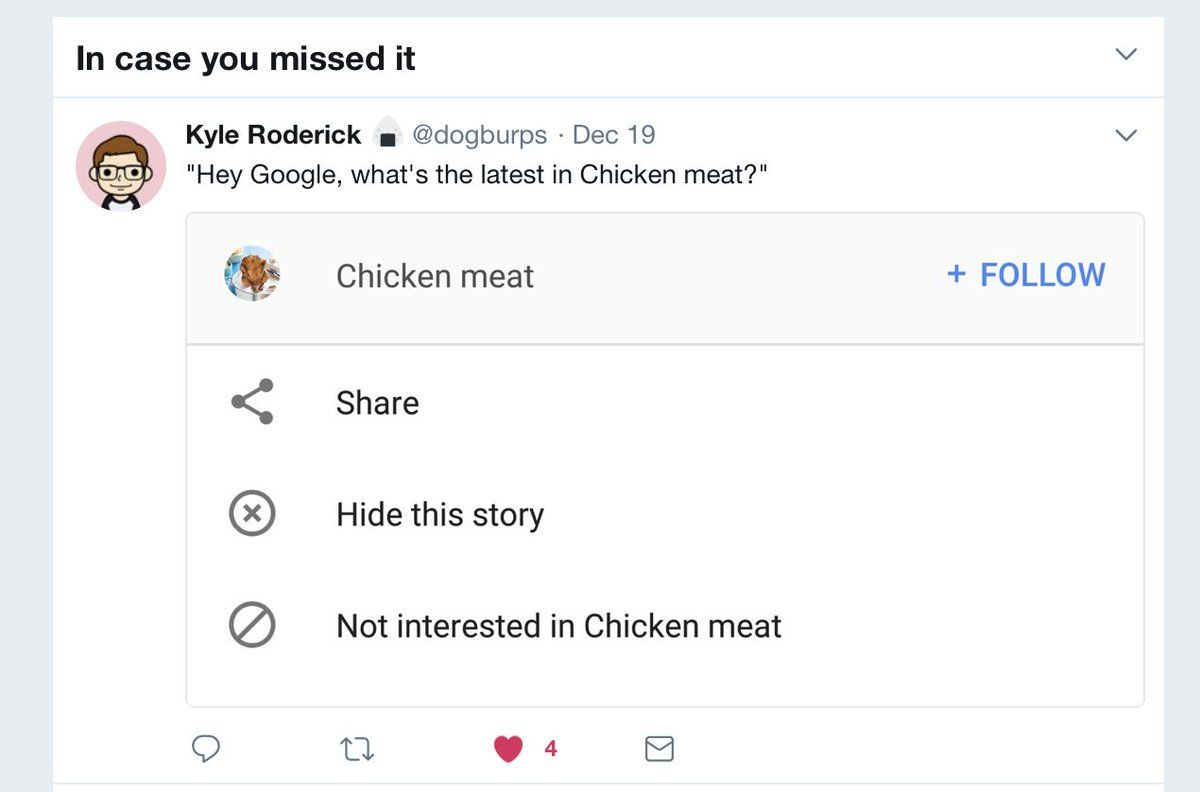 In case you missed it
Kyle Roderick 🍙 @dogburps · Dec 19
"Hey Google, what's the latest in Chicken meat?"
Chicken meat + FOLLOW
Share
Hide this story
Not interested in Chicken meat
4